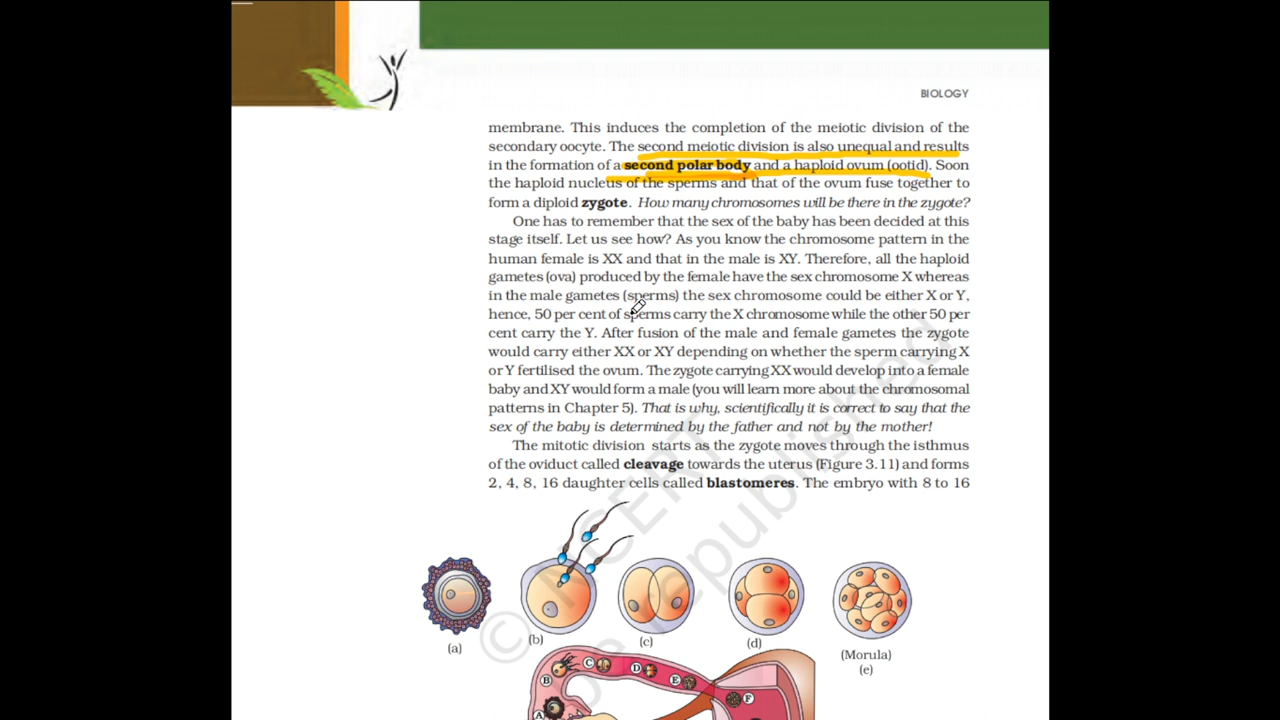 BIOLOGY
membrane. This induces the completion of the meiotic division of the
secondary oocyte. The second meiotic division is also unequal and results
in the formation of a second polar body and a haploid ovum (ootid). Soon
the haploid nucleus of the sperms and that of the ovum fuse together to
form a diploid zygote. How many chromosomes will be there in the zygote?
One has to remember that the sex of the baby has been decided at this
stage itself. Let us see how? As you know the chromosome pattern in the
human female is XX and that in the male is XY. Therefore, all the haploid
gametes (ova) produced by the female have the sex chromosome X whereas
in the male gametes (sperms) the sex chromosome could be either X or Y,
hence, 50 per cent of sperms carry the X chromosome while the other 50 per
cent carry the Y. After fusion of the male and female gametes the zygote
would carry either XX or XY depending on whether the sperm carrying X
or Y fertilised the ovum. The zygote carrying XX would develop into a female
baby and XY would form a male (you will learn more about the chromosomal
patterns in Chapter 5). That is why, scientifically it is correct to say that the
sex of the baby is determined by the father and not by the mother!
The mitotic division starts as the zygote moves through the isthmus
of the oviduct called cleavage towards the uterus (Figure 3.11) and forms
2, 4, 8, 16 daughter cells called blastomeres. The embryo with 8 to 16
(a)
(b)
(c)
(d)
(Morula)
(e)
A
B
C
D
E
F
© NCERT
be republished